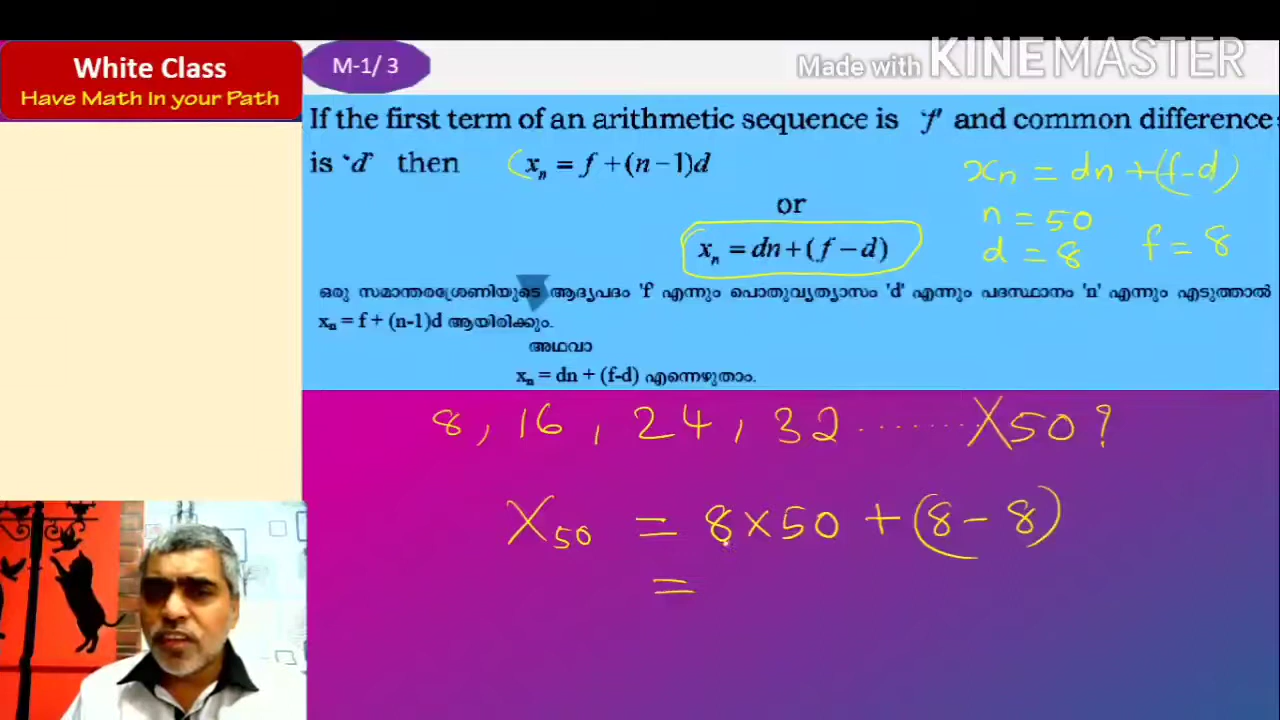 Made with KINEMASTER
White Class
Have Math in your Path
M-1/ 3
If the first term of an arithmetic sequence is 'f' and common difference
is 'd' then (xₙ = f + (n − 1)d
or
xₙ = dn + (f − d)
xn = dn + (f-d)
n = 50
d = 8 f = 8
ഒരു സമാന്തരശ്രേണിയുടെ ആദ്യപദം 'f' എന്നും പൊതുവ്യത്യാസം 'd' എന്നും പദസ്ഥാനം 'n' എന്നും എടുത്താൽ
xₙ = f + (n-1)d ആയിരിക്കും.
അഥവാ
xₙ = dn + (f-d) എന്നെഴുതാം.
8, 16, 24, 32 ........ X50?
X₅₀ = 8×50 + (8-8)
=